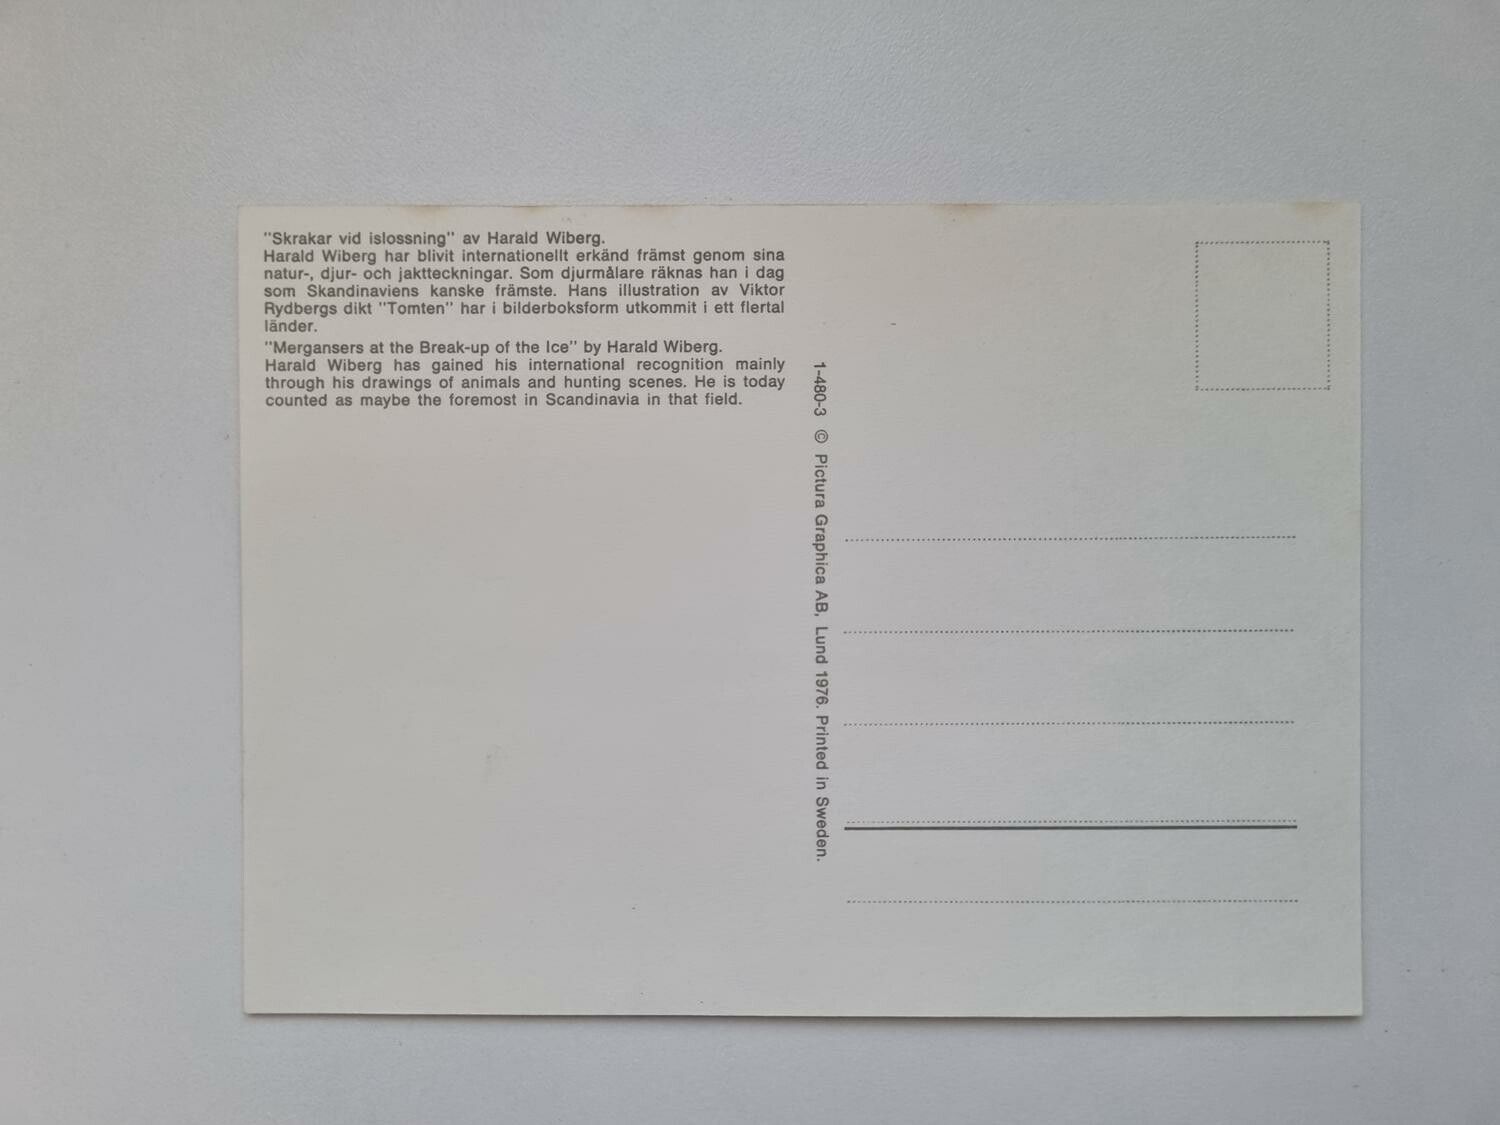 "Skrakar vid islossning" av Harald Wiberg.
Harald Wiberg har blivit internationellt erkänd främst genom sina
natur-, djur- och jaktteckningar. Som djurmålare räknas han i dag
som Skandinaviens kanske främste. Hans illustration av Viktor
Rydbergs dikt "Tomten" har i bilderboksform utkommit i ett flertal
länder.
"Mergansers at the Break-up of the Ice" by Harald Wiberg.
Harald Wiberg has gained his international recognition mainly
through his drawings of animals and hunting scenes. He is today
counted as maybe the foremost in Scandinavia in that field.
1-480-3 © Pictura Graphica AB, Lund 1976. Printed in Sweden.